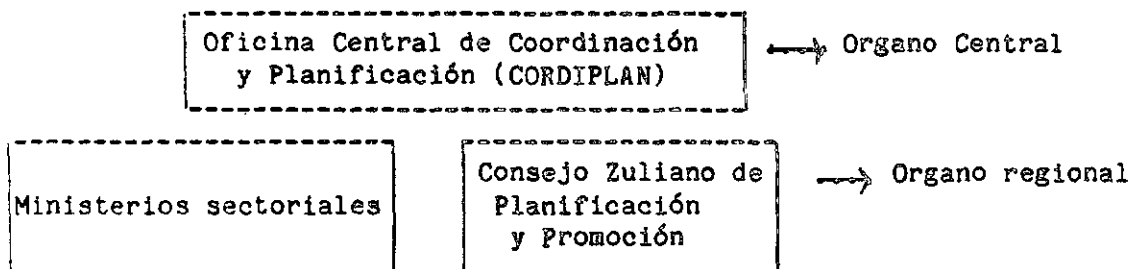 Oficina Central de Coordinación
y Planificación (CORDIPLAN)
Organo Central
Ministerios sectoriales
Consejo Zuliano de
Planificación
y Promoción
Organo regional